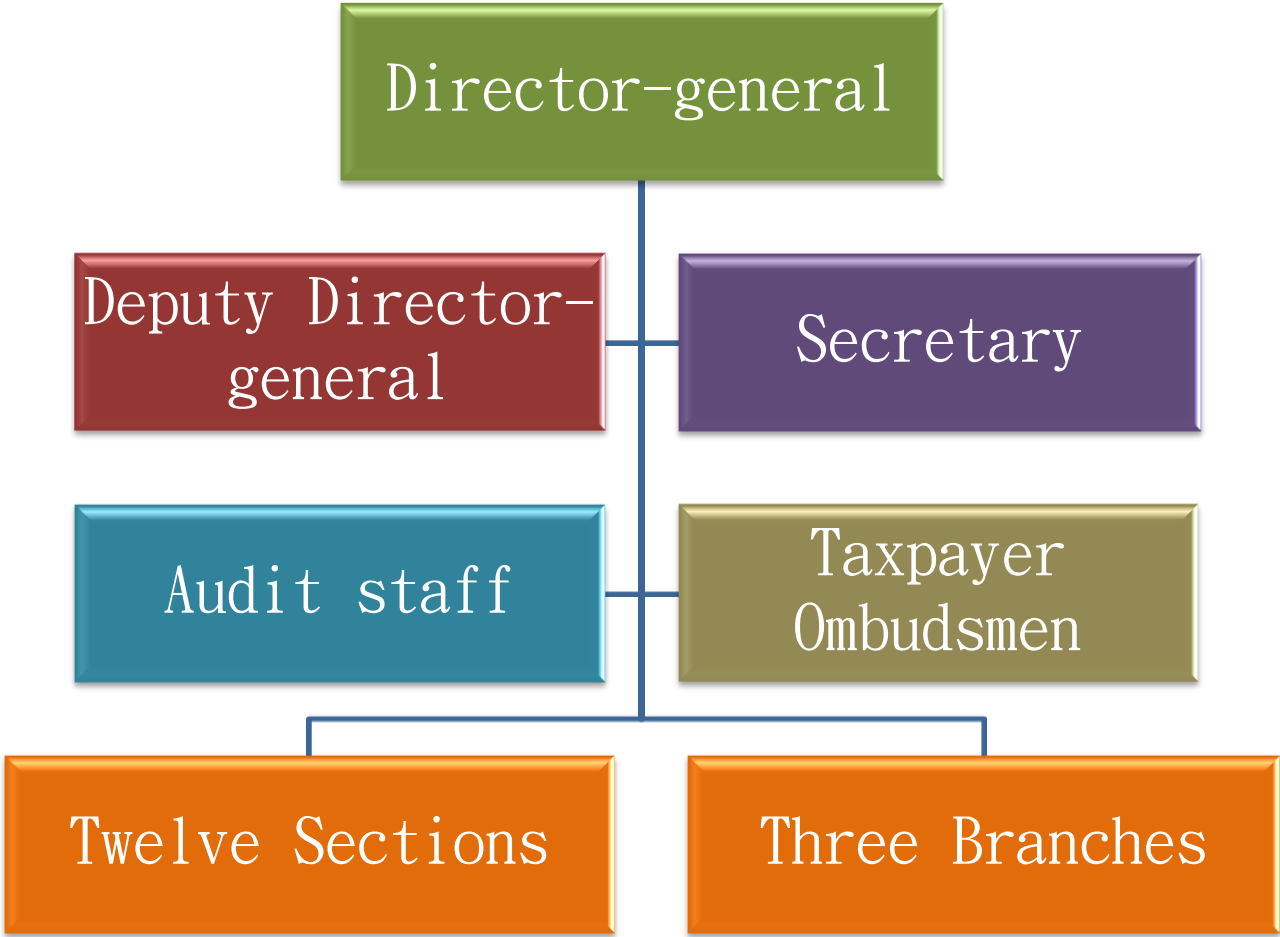 Director-general
Deputy Director-
general
Secretary
Audit staff
Taxpayer
Ombudsmen
Twelve Sections
Three Branches